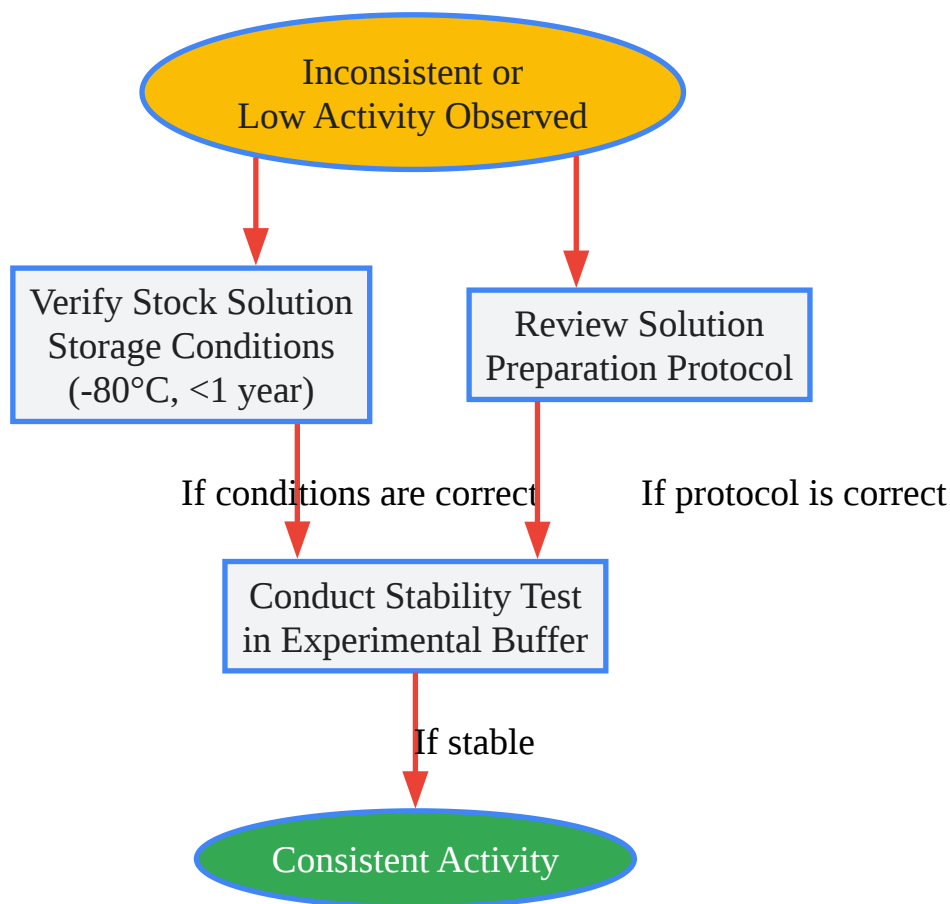 Inconsistent or
Low Activity Observed
Verify Stock Solution
Storage Conditions
(-80°C, <1 year)
Review Solution
Preparation Protocol
If conditions are correct
If protocol is correct
Conduct Stability Test
in Experimental Buffer
If stable
Consistent Activity